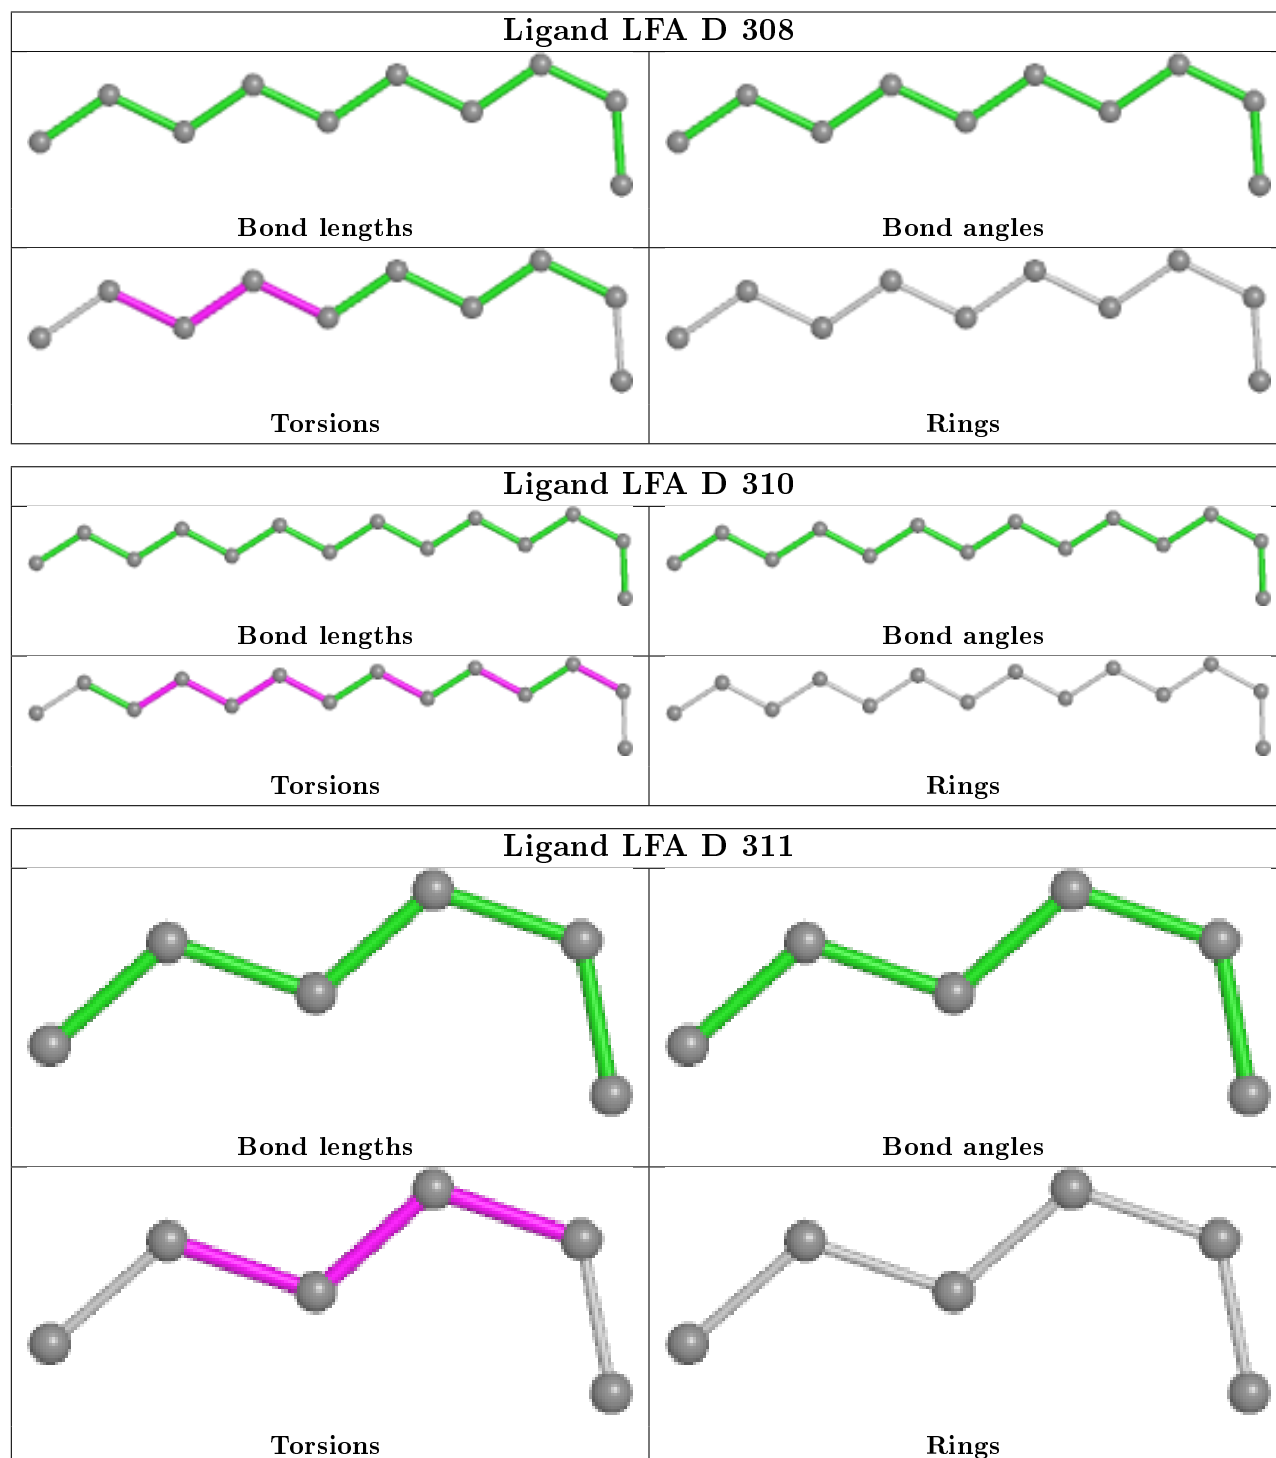 Ligand LFA D 308
Bond lengths
Bond angles
Torsions
Rings
Ligand LFA D 310
Bond lengths
Bond angles
Torsions
Rings
Ligand LFA D 311
Bond lengths
Bond angles
Torsions
Rings